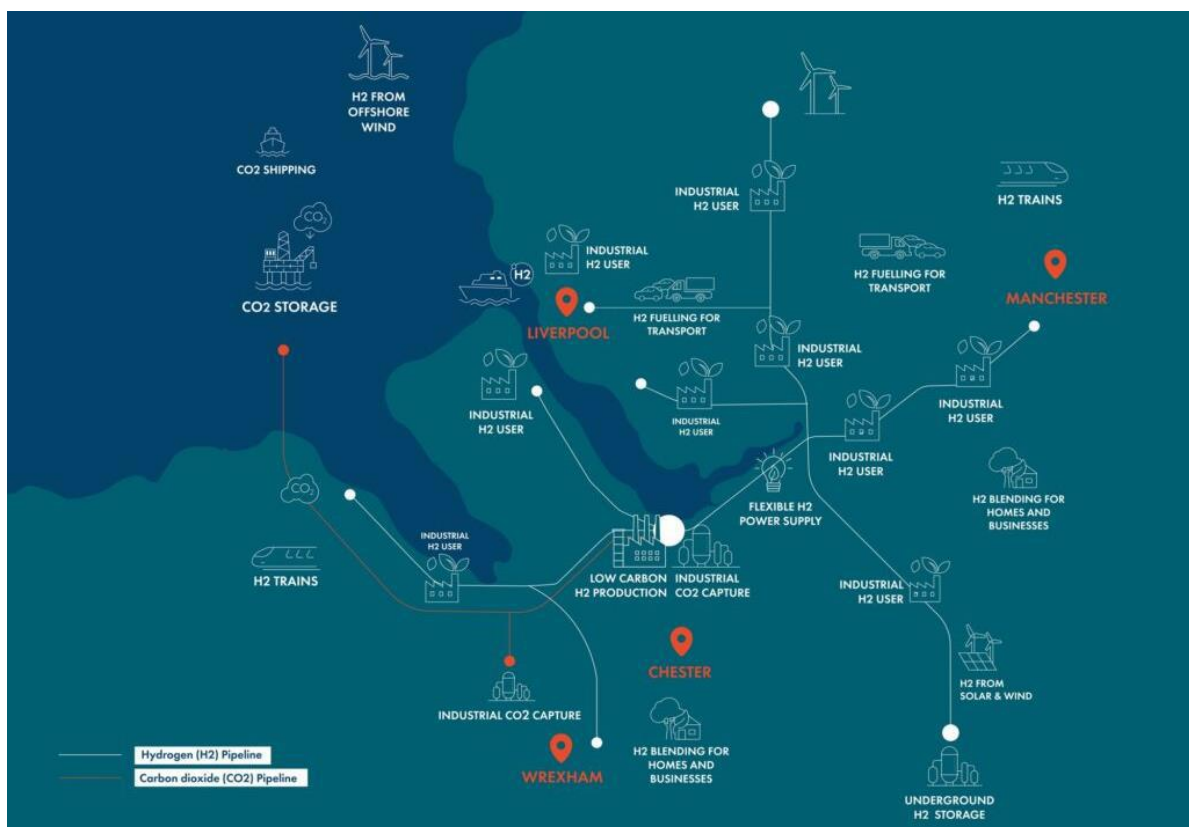 H2 FROM
OFFSHORE
WIND
CO2 SHIPPING
CO2
CO2 STORAGE
INDUSTRIAL
H2 USER
H2 TRAINS
INDUSTRIAL
H2 USER
H2 FUELLING FOR
TRANSPORT
MANCHESTER
H2
LIVERPOOL
H2 FUELLING FOR
TRANSPORT
INDUSTRIAL
H2 USER
INDUSTRIAL
H2 USER
INDUSTRIAL
H2 USER
INDUSTRIAL
H2 USER
INDUSTRIAL
H2 USER
CO2
FLEXIBLE H2
POWER SUPPLY
H2 BLENDING FOR
HOMES AND
BUSINESSES
INDUSTRIAL
H2 USER
H2 TRAINS
LOW CARBON
H2 PRODUCTION
INDUSTRIAL
CO2 CAPTURE
INDUSTRIAL
H2 USER
CHESTER
H2 FROM
SOLAR & WIND
INDUSTRIAL CO2 CAPTURE
WREXHAM
H2 BLENDING FOR
HOMES AND
BUSINESSES
Hydrogen (H2) Pipeline
Carbon dioxide (CO2) Pipeline
UNDERGROUND
H2 STORAGE